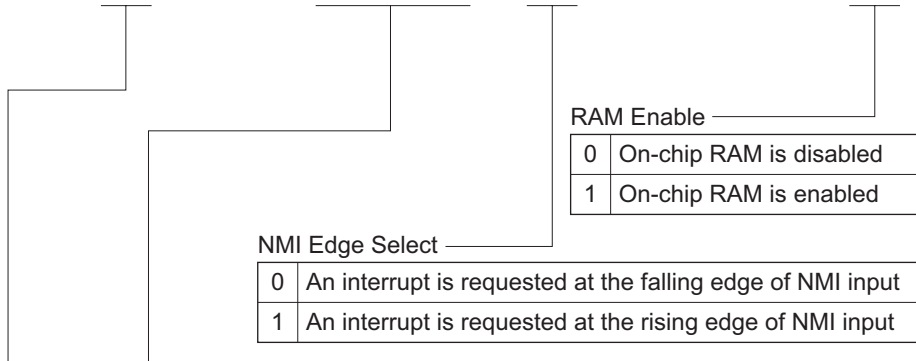 RAM Enable
0 On-chip RAM is disabled
1 On-chip RAM is enabled
NMI Edge Select
0 An interrupt is requested at the falling edge of NMI input
1 An interrupt is requested at the rising edge of NMI input